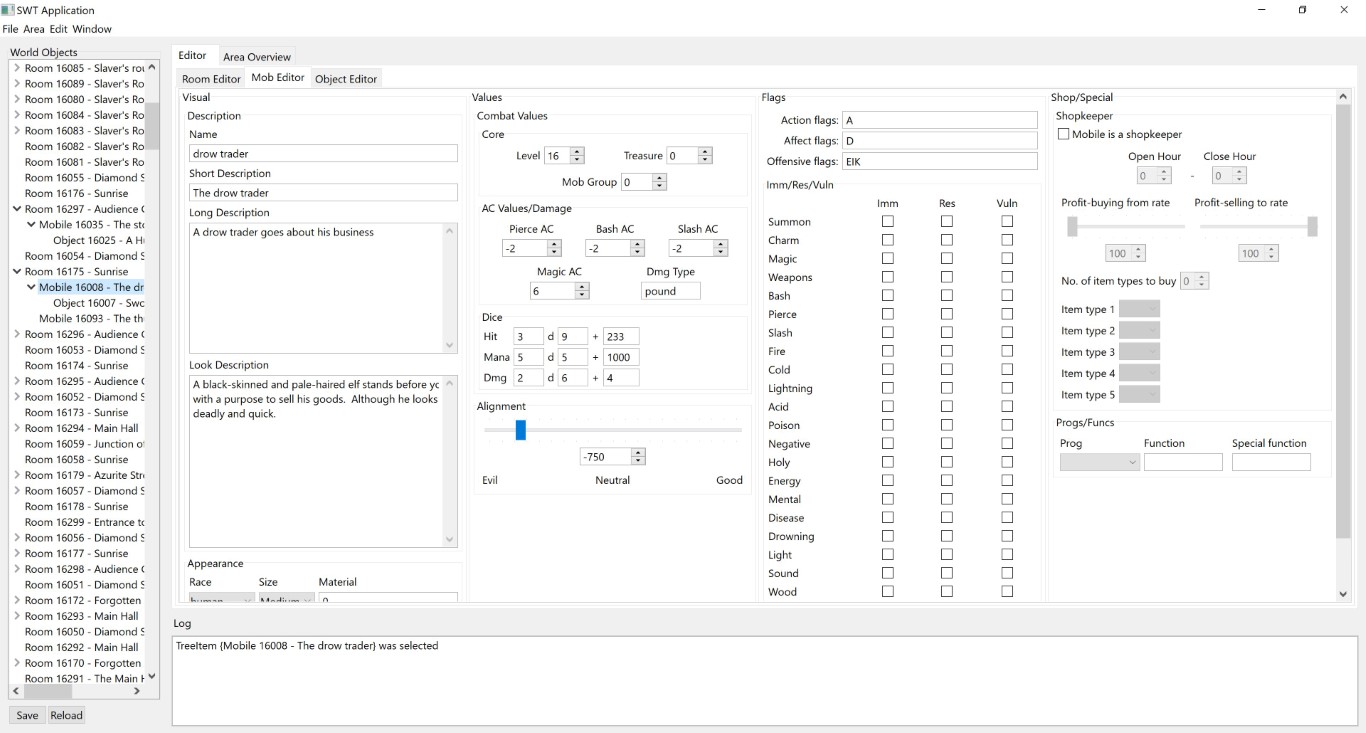 SWT Application
File Area Edit Window
World Objects
Room 16085 - Slaver's
Room 16089 - Slaver's Ro
Room 16080 - Slaver's Ro
Room 16084 - Slaver's Ro
Room 16083 - Slaver's Ro
Room 16082 - Slaver's Ro
Room 16081 - Slaver's Ro
Room 16055 - Diamond S
Room 16176 - Sunrise
Room 16297 - Audience
Mobile 16035 - The sto
Object 16025 - A
Room 16054 - Diamond S
Room 16175 - Sunrise
Mobile 16008 - The dr
Object 16007 - Swo
Mobile 16093 - The th
Room 16296 - Audience
Room 16053 - Diamond S
Room 16174 - Sunrise
Room 16295 - Audience
Room 16052 - Diamond S
Room 16173 - Sunrise
Room 16294 - Main Hall
Room 16059 - Junction of
Room 16058 - Sunrise
Room 16179 - Azurite Str
Room 16057 - Diamond S
Room 16178 - Sunrise
Room 16299 - Entrance to
Room 16056 - Diamond S
Room 16177 - Sunrise
Room 16298 - Audience
Room 16051 - Diamond S
Room 16172 - Forgotten
Room 16293 - Main Hall
Room 16050 - Diamond S
Room 16292 - Main Hall
Room 16170 - Forgotten
Room 16291 - The Main H
Save Reload
Editor Area Overview
Room Editor Mob Editor Object Editor
Visual
Description
Name
drow trader
Short Description
The drow trader
Long Description
A drow trader goes about his business
Look Description
A black-skinned and pale-haired elf stands before yo
with a purpose to sell his goods. Although he looks
deadly and quick.
Appearance
Race Size Material
human Medium 0
Values
Combat Values
Core
Level 16 Treasure 0
Mob Group 0
AC Values/Damage
Pierce AC Bash AC Slash AC
-2 -2 -2
Magic AC Dmg Type
6 pound
Dice
Hit 3 d 9 + 233
Mana 5 d 5 + 1000
Dmg 2 d 6 + 4
Alignment
-750
Evil Neutral Good
Flags
Action flags: A
Affect flags: D
Offensive flags: EIK
Imm/Res/Vuln
Imm Res Vuln
Summon
Charm
Magic
Weapons
Bash
Pierce
Slash
Fire
Cold
Lightning
Acid
Poison
Negative
Holy
Energy
Mental
Disease
Drowning
Light
Sound
Wood
Shop/Special
Shopkeeper
Mobile is a shopkeeper
Open Hour Close Hour
0 - 0
Profit-buying from rate Profit-selling to rate
100 100
No. of item types to buy 0
Item type 1
Item type 2
Item type 3
Item type 4
Item type 5
Progs/Funcs
Prog Function Special function
Log
TreeItem {Mobile 16008 - The drow trader} was selected